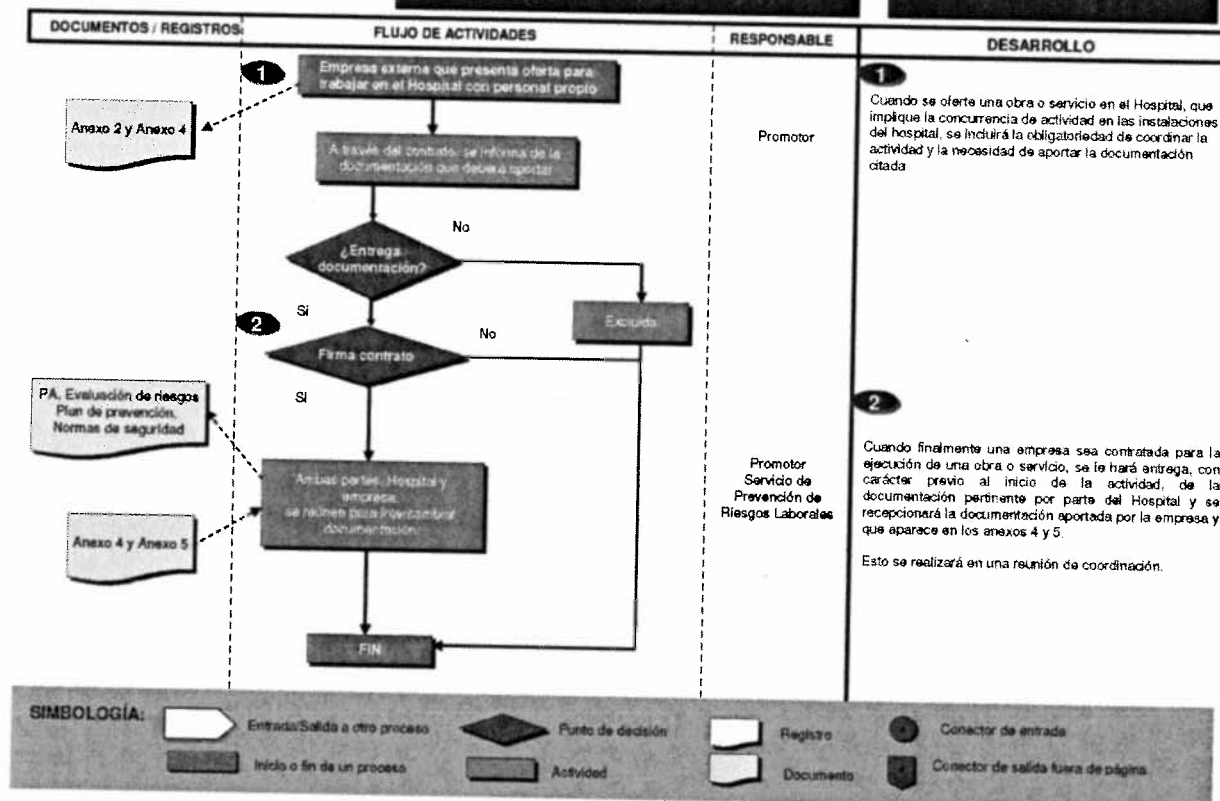 DOCUMENTOS / REGISTROS
FLUJO DE ACTIVIDADES
RESPONSABLE
DESARROLLO
1
Empresa externa que presenta oferta para
trabajar en el Hospital con personal propio
Anexo 2 y Anexo 4
A través del contrato, se informa de la
documentación que deberá aportar
Promotor
1
Cuando se oferte una obra o servicio en el Hospital, que
implique la concurrencia de actividad en las instalaciones
del hospital, se incluirá la obligatoriedad de coordinar la
actividad y la necesidad de aportar la documentación
citada
¿Entrega
documentación?
No
Sí
Excluida
2
Firma contrato
No
Sí
PA, Evaluación de riesgos
Plan de prevención,
Normas de seguridad
Ambas partes, Hospital y
empresa,
se reúnen para intercambiar
documentación
Anexo 4 y Anexo 5
FIN
Promotor
Servicio de
Prevención de
Riesgos Laborales
2
Cuando finalmente una empresa sea contratada para la
ejecución de una obra o servicio, se le hará entrega, con
carácter previo al inicio de la actividad, de la
documentación pertinente por parte del Hospital y se
recepcionará la documentación aportada por la empresa y
que aparece en los anexos 4 y 5.
Esto se realizará en una reunión de coordinación.
SIMBOLOGÍA:
Entrada/Salida a otro proceso
Punto de decisión
Registro
Conector de entrada
Inicio o fin de un proceso
Actividad
Documento
Conector de salida fuera de página